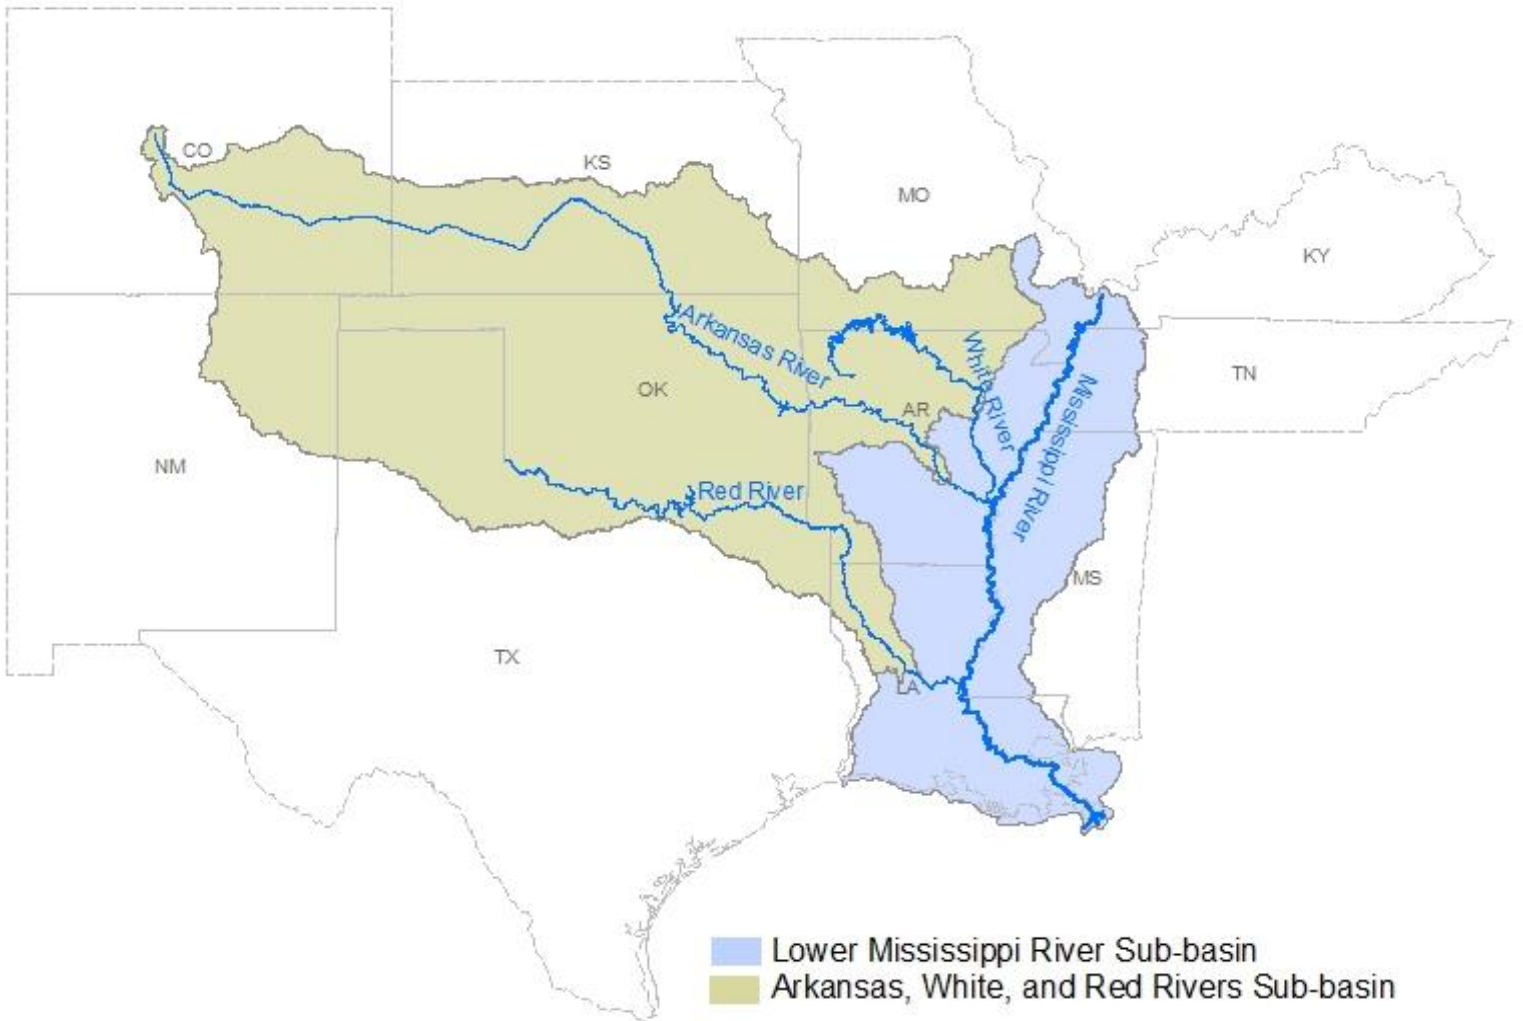 CO
KS
MO
KY
Arkansas River
White River
Mississippi River
TN
OK
AR
NM
Red River
MS
TX
LA
Lower Mississippi River Sub-basin
Arkansas, White, and Red Rivers Sub-basin